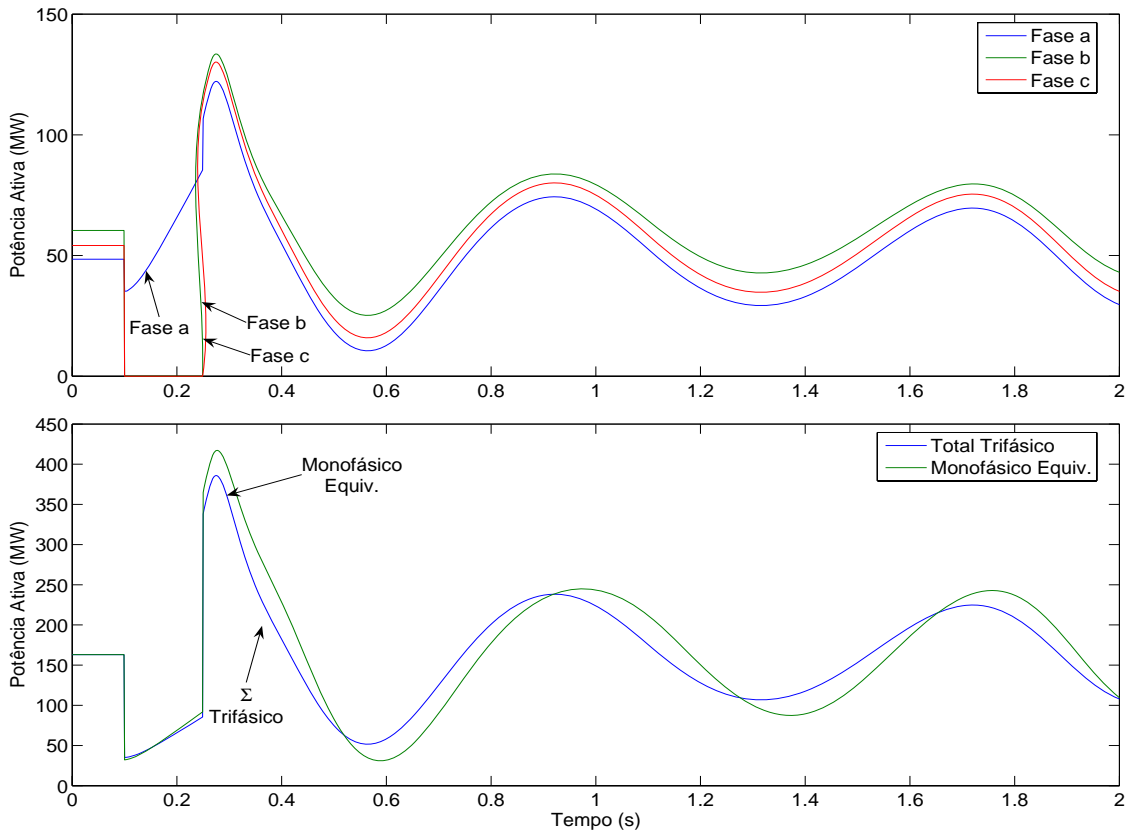 150
100
50
0
Potência Ativa (MW)
Fase a
Fase b
Fase c
Fase a
Fase b
Fase c
0 0.2 0.4 0.6 0.8 1 1.2 1.4 1.6 1.8 2
450
400
350
300
250
200
150
100
50
0
Potência Ativa (MW)
Total Trifásico
Monofásico Equiv.
Monofásico
Equiv.
Σ
Trifásico
0 0.2 0.4 0.6 0.8 1 1.2 1.4 1.6 1.8 2
Tempo (s)